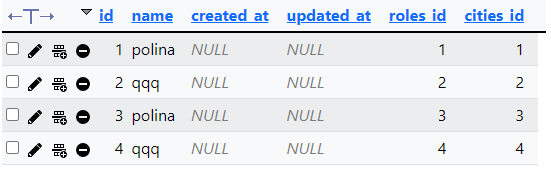 id name created_at updated_at roles_id cities_id
1 polina NULL NULL 1 1
2 qqq NULL NULL 2 2
3 polina NULL NULL 3 3
4 qqq NULL NULL 4 4